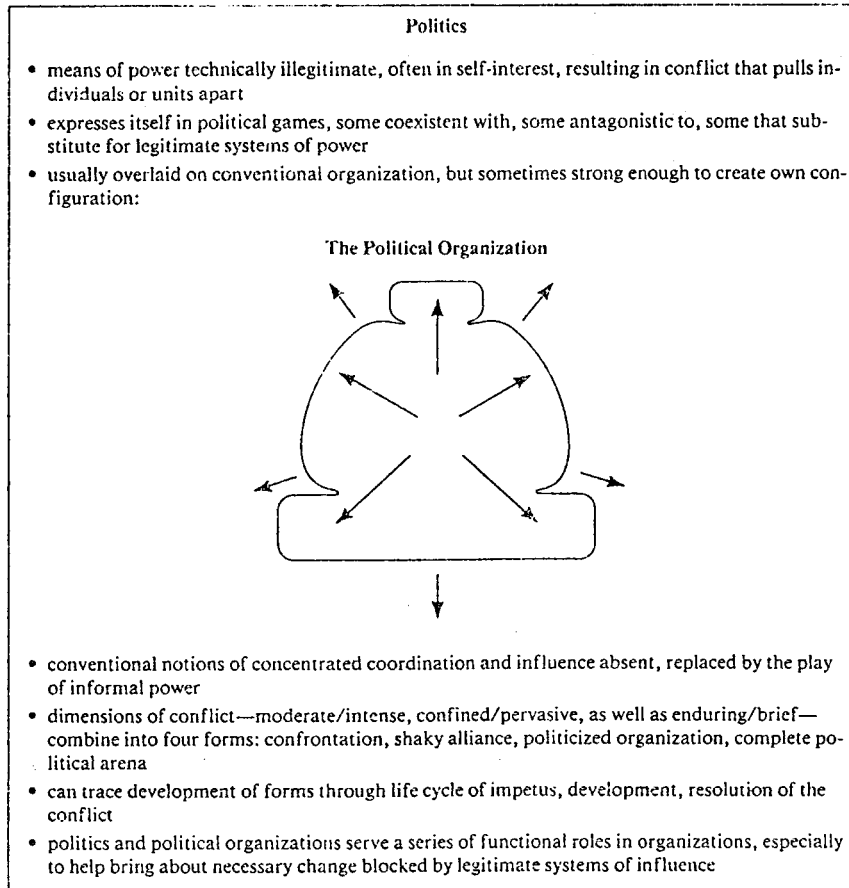 Politics
• means of power technically illegitimate, often in self-interest, resulting in conflict that pulls in-
dividuals or units apart
• expresses itself in political games, some coexistent with, some antagonistic to, some that sub-
stitute for legitimate systems of power
• usually overlaid on conventional organization, but sometimes strong enough to create own con-
figuration:
The Political Organization
• conventional notions of concentrated coordination and influence absent, replaced by the play
of informal power
• dimensions of conflict—moderate/intense, confined/pervasive, as well as enduring/brief—
combine into four forms: confrontation, shaky alliance, politicized organization, complete po-
litical arena
• can trace development of forms through life cycle of impetus, development, resolution of the
conflict
• politics and political organizations serve a series of functional roles in organizations, especially
to help bring about necessary change blocked by legitimate systems of influence